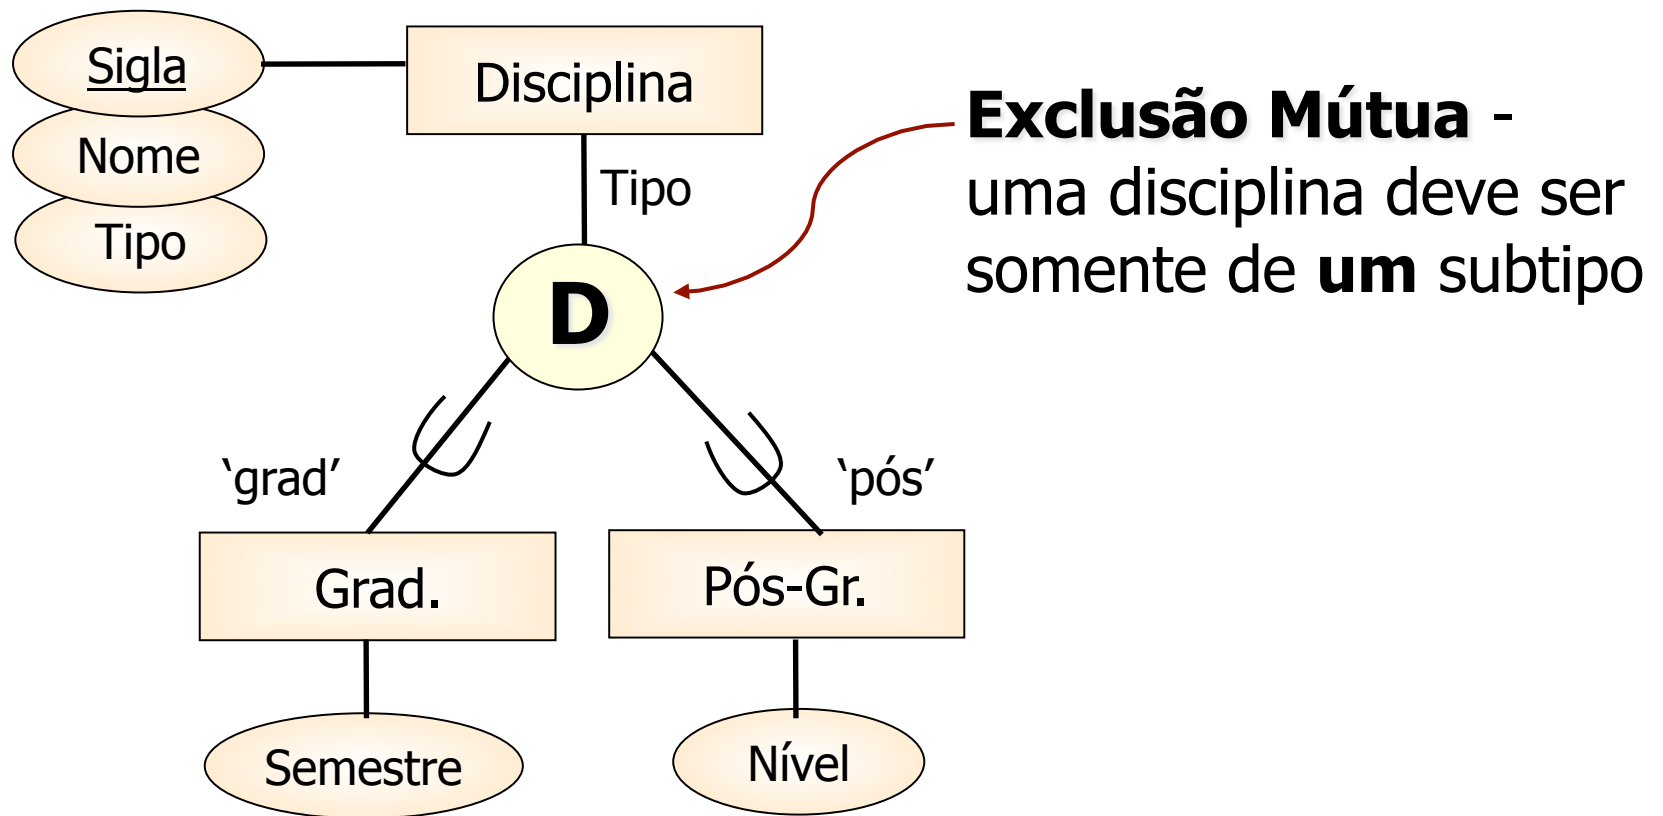 Sigla
Disciplina
Nome
Tipo
Tipo
Exclusão Mútua -
uma disciplina deve ser
somente de um subtipo
D
‘grad’
‘pós’
Grad.
Pós-Gr.
Semestre
Nível